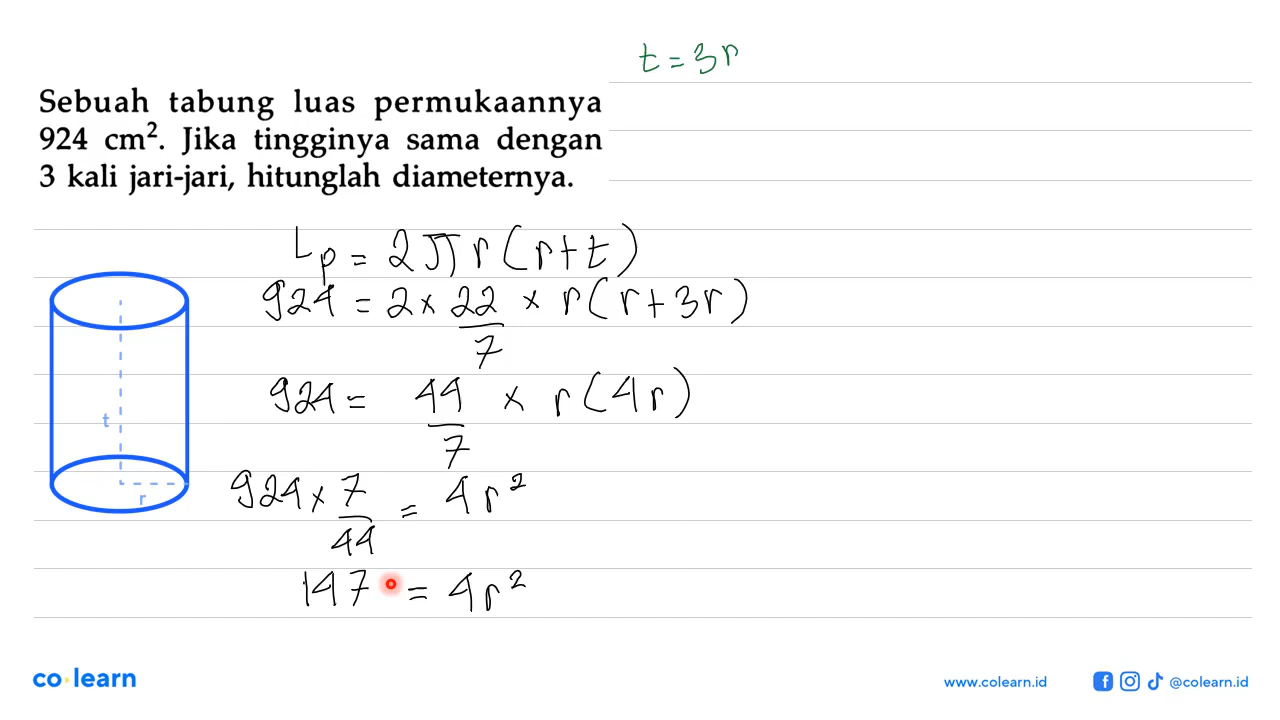 t = 3r
Sebuah tabung luas permukaannya
924 cm². Jika tingginya sama dengan
3 kali jari-jari, hitunglah diameternya.
Lp = 2πr(r+t)
924 = 2 × 22/7 × r(r+3r)
924 = 44/7 × r(4r)
924 × 7/44 = 4r²
147 = 4r²
t
r
co learn
www.colearn.id @colearn.id